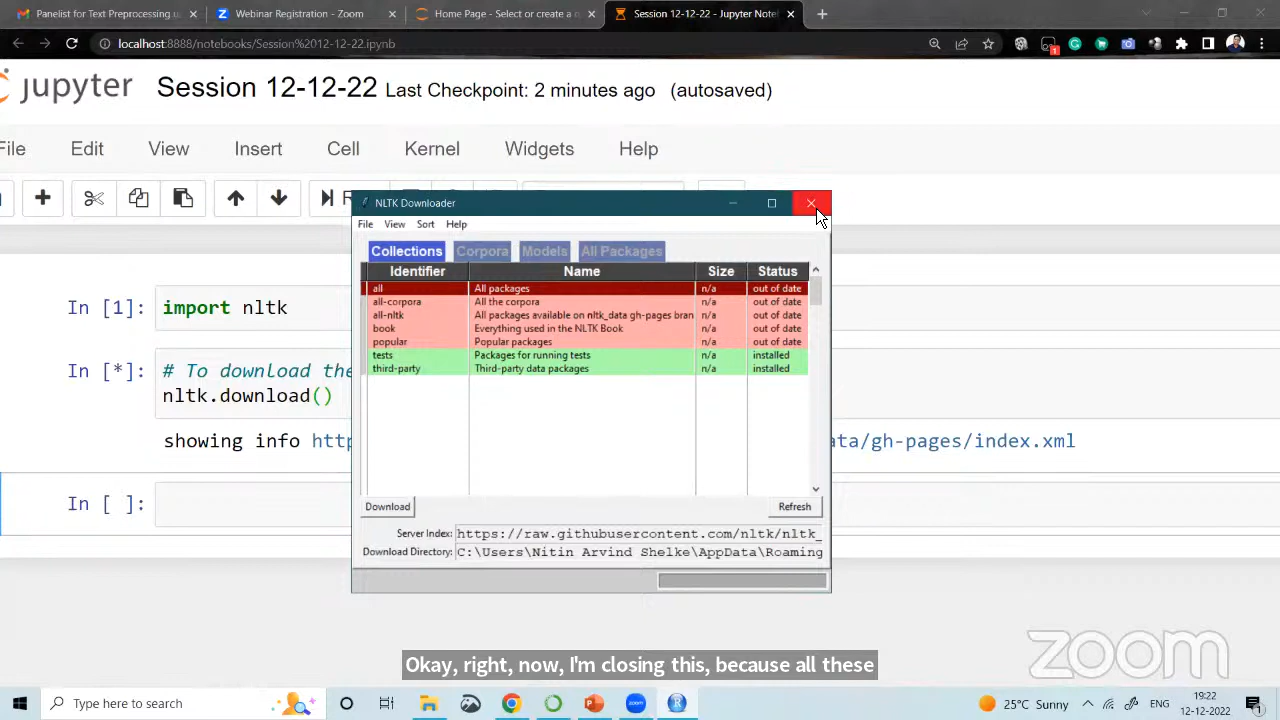 Panelist for Text Preprocessing u
Webinar Registration - Zoom
Home Page - Select or create a n
Session 12-12-22 - Jupyter Note
localhost:8888/notebooks/Session%2012-12-22.ipynb
1
jupyter Session 12-12-22 Last Checkpoint: 2 minutes ago (autosaved)
File Edit View Insert Cell Kernel Widgets Help
R
NLTK Downloader
File View Sort Help
Collections Corpora Models All Packages
Identifier Name Size Status
all All packages n/a out of date
all-corpora All the corpora n/a out of date
all-nltk All packages available on nltk_data gh-pages bran n/a out of date
book Everything used in the NLTK Book n/a out of date
popular Popular packages n/a out of date
tests Packages for running tests n/a installed
third-party Third-party data packages n/a installed
Download Refresh
Server Index: https://raw.githubusercontent.com/nltk/nltk_
Download Directory: C:\Users\Nitin Arvind Shelke\AppData\Roaming
In [1]: import nltk
In [*]: # To download the
nltk.download()
showing info http ata/gh-pages/index.xml
In [ ]:
Okay, right, now, I'm closing this, because all these
zoom
Type here to search
zoom
R
25°C Sunny
ENG
19:22
12-12-2022
1